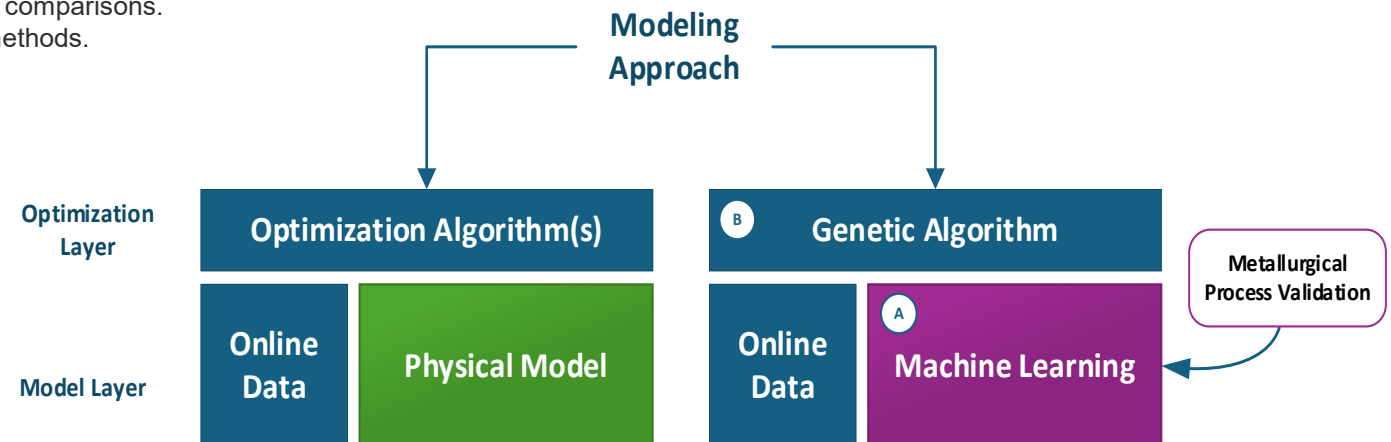 comparisons.
ethods.
Modeling
Approach
Optimization
Layer
Optimization Algorithm(s)
B
Genetic Algorithm
Metallurgical
Process Validation
Model Layer
Online
Data
Physical Model
Online
Data
A
Machine Learning